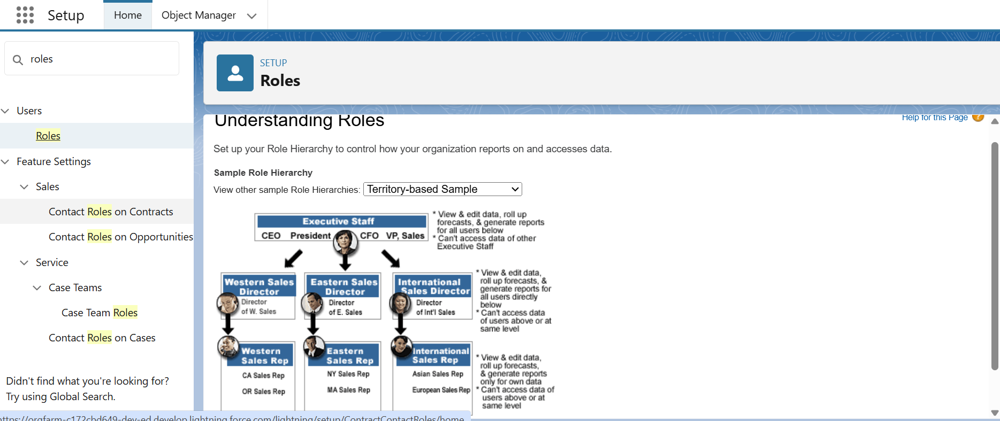 Setup
Home
Object Manager
roles
Users
Roles
Feature Settings
Sales
Contact Roles on Contracts
Contact Roles on Opportunities
Service
Case Teams
Case Team Roles
Contact Roles on Cases
Didn't find what you're looking for?
Try using Global Search.
SETUP
Roles
Understanding Roles
Help for this Page
Set up your Role Hierarchy to control how your organization reports on and accesses data.
Sample Role Hierarchy
View other sample Role Hierarchies: Territory-based Sample
Executive Staff
CEO President CFO VP, Sales
* View & edit data, roll up
forecasts, & generate reports
for all users below
* Can't access data of other
Executive Staff
Western Sales
Director
Director
of W. Sales
Eastern Sales
Director
Director
of E. Sales
International
Sales Director
Director
of Int'l Sales
* View & edit data,
roll up forecasts, &
generate reports for
all users directly
below
* Can't access data
of users above or at
same level
Western
Sales Rep
CA Sales Rep
OR Sales Rep
Eastern
Sales Rep
NY Sales Rep
MA Sales Rep
International
Sales Rep
Asian Sales Rep
European Sales Rep
* View & edit data,
roll up forecasts,
& generate reports
only for own data
* Can't access data of
users above or at
same level
https://orgfarm-c172cbd649-dev-ed.develop.lightning.force.com/lightning/setup/ContractContactRoles/home